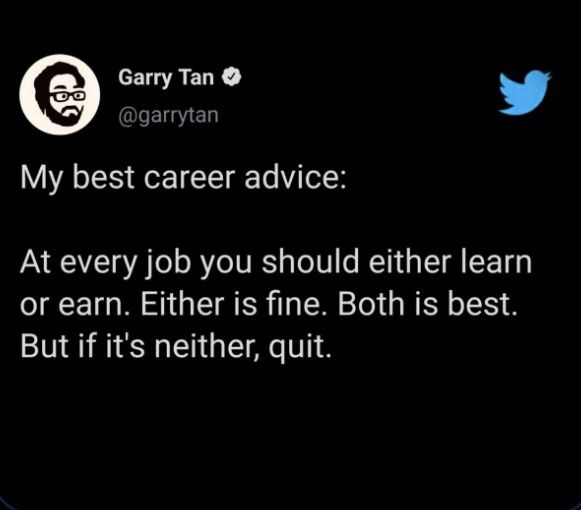 Garry Tan
@garrytan
My best career advice:
At every job you should either learn
or earn. Either is fine. Both is best.
But if it's neither, quit.